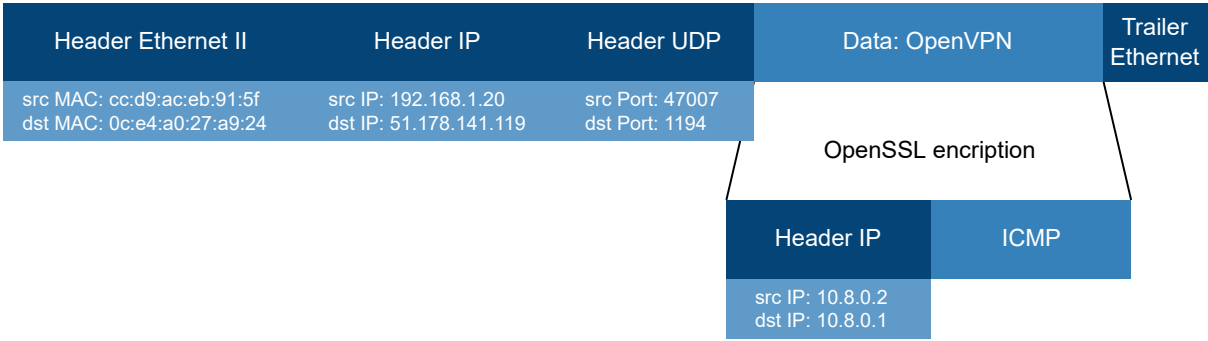 Header Ethernet II
Header IP
Header UDP
Data: OpenVPN
Trailer
Ethernet
src MAC: cc:d9:ac:eb:91:5f
dst MAC: 0c:e4:a0:27:a9:24
src IP: 192.168.1.20
dst IP: 51.178.141.119
src Port: 47007
dst Port: 1194
OpenSSL encription
Header IP
ICMP
src IP: 10.8.0.2
dst IP: 10.8.0.1